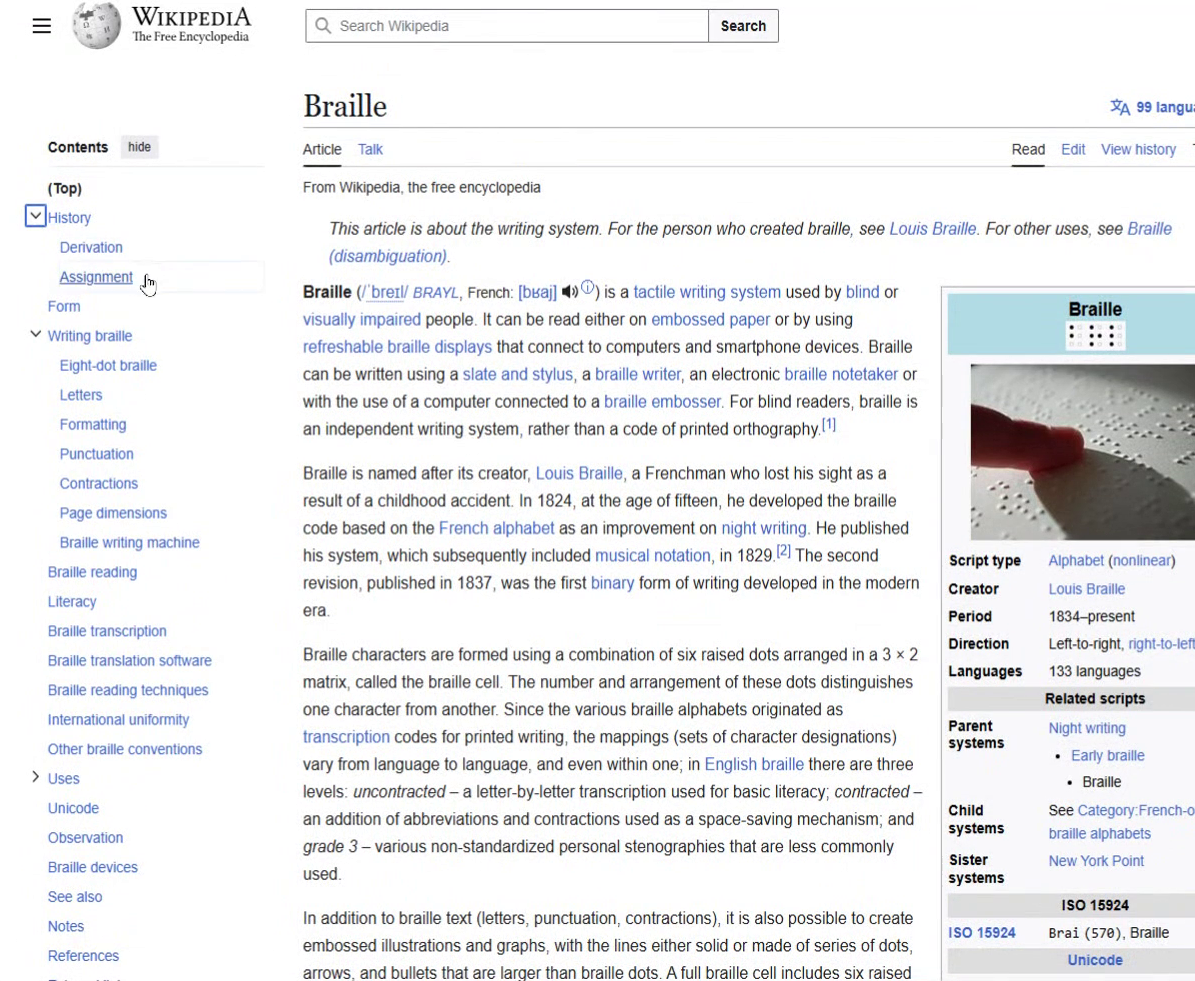 WIKIPEDIA
The Free Encyclopedia
Search Wikipedia
Search
Braille
99 langu
Contents
hide
Article
Talk
Read
Edit
View history
From Wikipedia, the free encyclopedia
(Top)
History
Derivation
Assignment
Form
Writing braille
Eight-dot braille
Letters
Formatting
Punctuation
Contractions
Page dimensions
Braille writing machine
Braille reading
Literacy
Braille transcription
Braille translation software
Braille reading techniques
International uniformity
Other braille conventions
Uses
Unicode
Observation
Braille devices
See also
Notes
References
This article is about the writing system. For the person who created braille, see Louis Braille. For other uses, see Braille
(disambiguation).
Braille (/ˈbreɪl/ BRAYL, French: [bʁaj] ) is a tactile writing system used by blind or
visually impaired people. It can be read either on embossed paper or by using
refreshable braille displays that connect to computers and smartphone devices. Braille
can be written using a slate and stylus, a braille writer, an electronic braille notetaker or
with the use of a computer connected to a braille embosser. For blind readers, braille is
an independent writing system, rather than a code of printed orthography.[1]
Braille is named after its creator, Louis Braille, a Frenchman who lost his sight as a
result of a childhood accident. In 1824, at the age of fifteen, he developed the braille
code based on the French alphabet as an improvement on night writing. He published
his system, which subsequently included musical notation, in 1829.[2] The second
revision, published in 1837, was the first binary form of writing developed in the modern
era.
Braille characters are formed using a combination of six raised dots arranged in a 3 × 2
matrix, called the braille cell. The number and arrangement of these dots distinguishes
one character from another. Since the various braille alphabets originated as
transcription codes for printed writing, the mappings (sets of character designations)
vary from language to language, and even within one; in English braille there are three
levels: uncontracted – a letter-by-letter transcription used for basic literacy; contracted –
an addition of abbreviations and contractions used as a space-saving mechanism; and
grade 3 – various non-standardized personal stenographies that are less commonly
used.
In addition to braille text (letters, punctuation, contractions), it is also possible to create
embossed illustrations and graphs, with the lines either solid or made of series of dots,
arrows, and bullets that are larger than braille dots. A full braille cell includes six raised
Braille
⠃⠗⠇
Script type Alphabet (nonlinear)
Creator Louis Braille
Period 1834–present
Direction Left-to-right, right-to-left
Languages 133 languages
Related scripts
Parent systems Night writing
• Early braille
• Braille
Child systems See Category:French-o
braille alphabets
Sister systems New York Point
ISO 15924
ISO 15924 Brai (570), Braille
Unicode